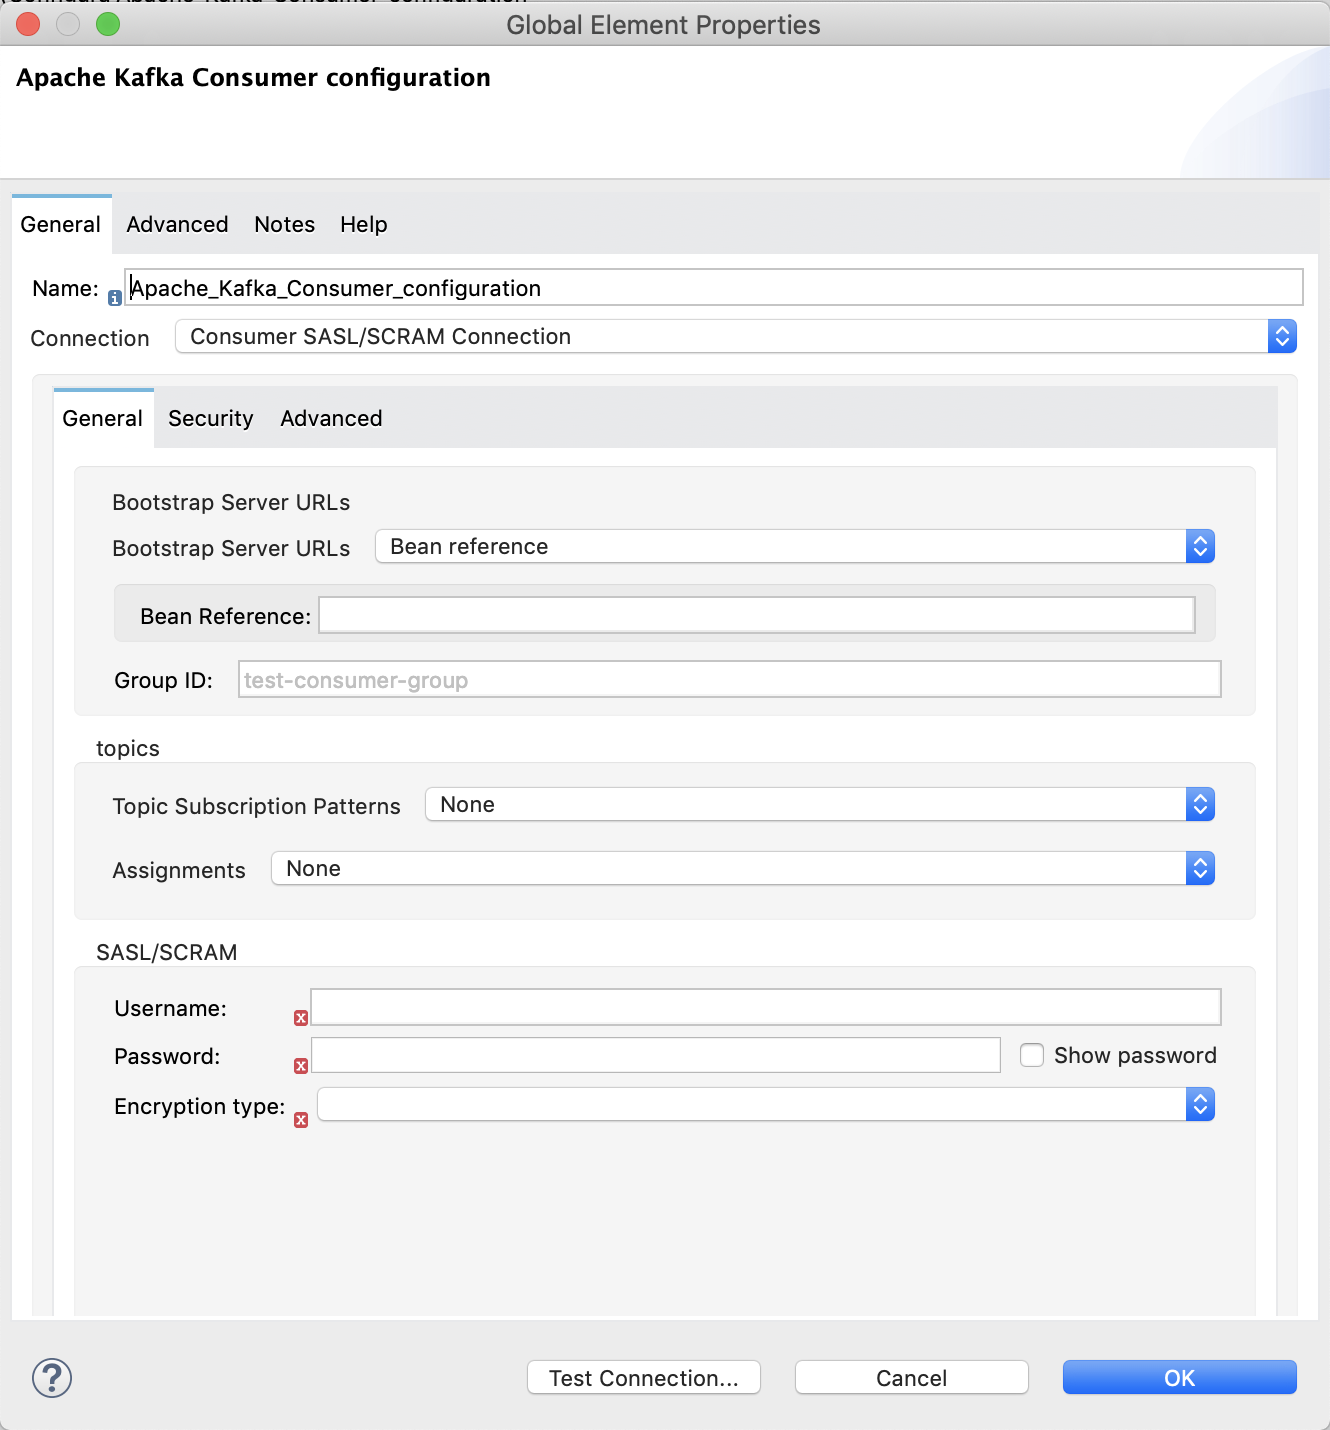 Global Element Properties
Apache Kafka Consumer configuration
General Advanced Notes Help
Name: Apache_Kafka_Consumer_configuration
Connection Consumer SASL/SCRAM Connection
General Security Advanced
Bootstrap Server URLs
Bootstrap Server URLs Bean reference
Bean Reference:
Group ID: test-consumer-group
topics
Topic Subscription Patterns None
Assignments None
SASL/SCRAM
Username:
Password: Show password
Encryption type:
? Test Connection... Cancel OK